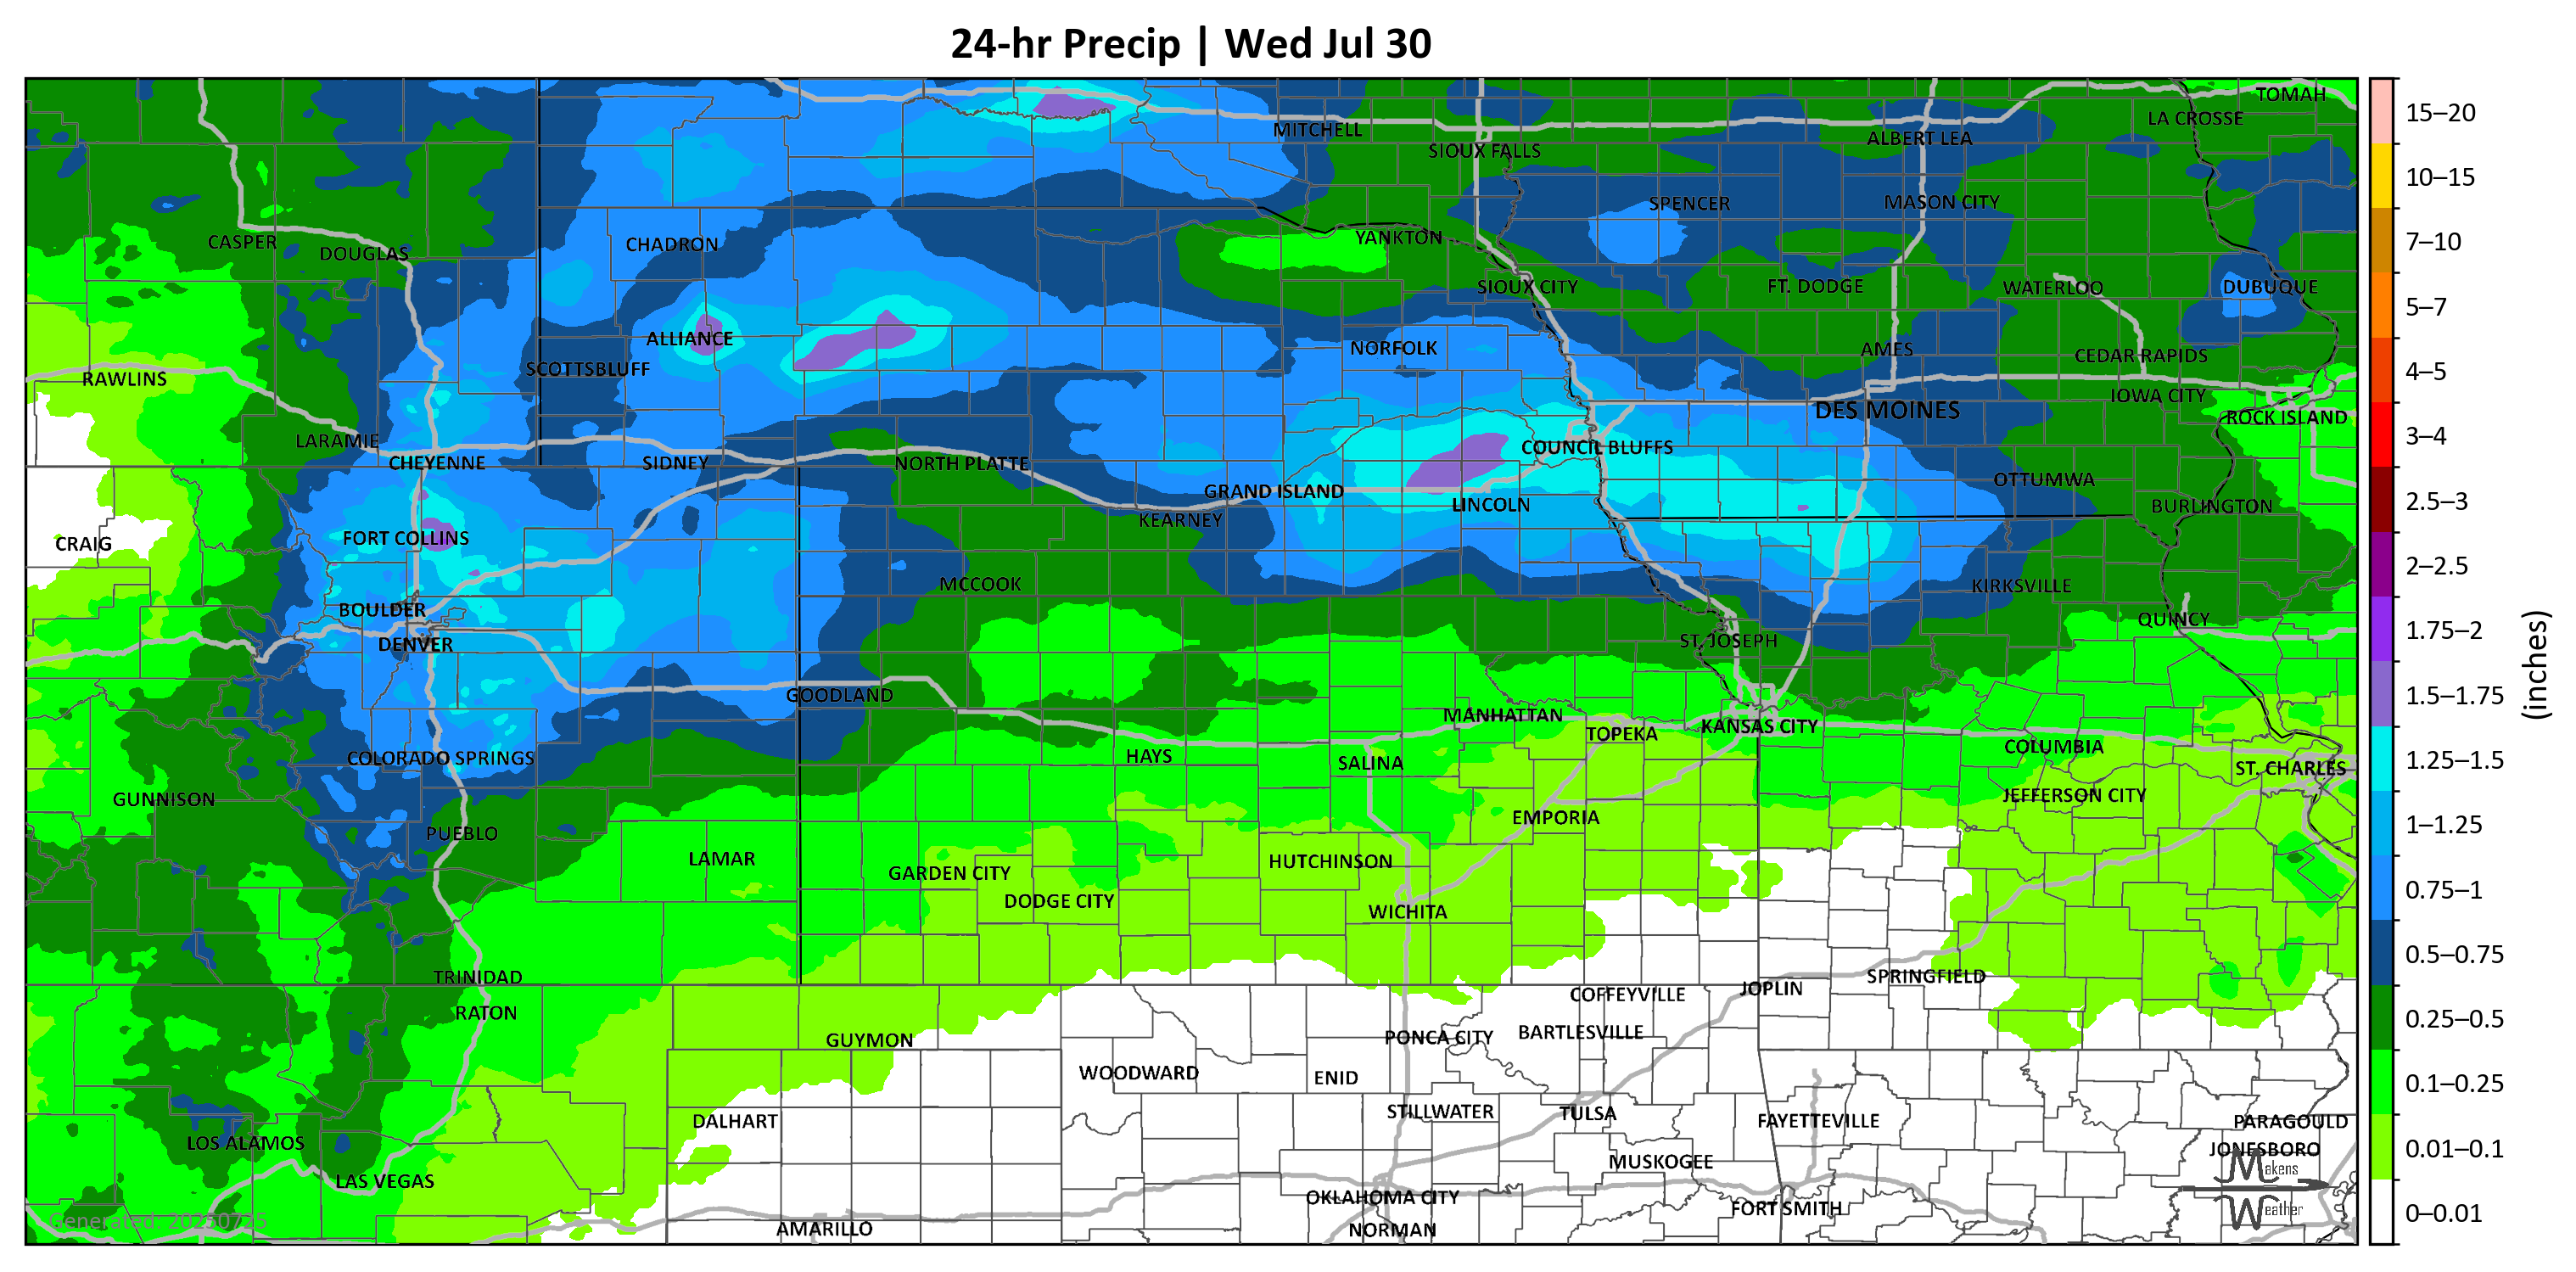 24-hr Precip | Wed Jul 30
TOMAH
LA CROSSE
MITCHELL
ALBERT LEA
SIOUX FALLS
SPENCER
MASON CITY
CASPER
CHADRON
YANKTON
DOUGLAS
SIOUX CITY
FT. DODGE
WATERLOO
DUBUQUE
ALLIANCE
NORFOLK
AMES
CEDAR RAPIDS
SCOTTSBLUFF
RAWLINS
IOWA CITY
DES MOINES
ROCK ISLAND
LARAMIE
COUNCIL BLUFFS
CHEYENNE
SIDNEY
NORTH PLATTE
OTTUMWA
GRAND ISLAND
LINCOLN
BURLINGTON
KEARNEY
FORT COLLINS
CRAIG
MCCOOK
KIRKSVILLE
BOULDER
QUINCY
DENVER
ST. JOSEPH
GOODLAND
MANHATTAN
KANSAS CITY
TOPEKA
COLUMBIA
HAYS
COLORADO SPRINGS
SALINA
ST. CHARLES
GUNNISON
JEFFERSON CITY
EMPORIA
PUEBLO
LAMAR
HUTCHINSON
GARDEN CITY
DODGE CITY
WICHITA
TRINIDAD
SPRINGFIELD
JOPLIN
COFFEYVILLE
RATON
BARTLESVILLE
GUYMON
PONCA CITY
WOODWARD
ENID
STILLWATER
TULSA
DALHART
FAYETTEVILLE
PARAGOULD
LOS ALAMOS
JONESBORO
MUSKOGEE
LAS VEGAS
OKLAHOMA CITY
FORT SMITH
AMARILLO
NORMAN
Generated: 20250725
Makens
Weather
15–20
10–15
7–10
5–7
4–5
3–4
2.5–3
2–2.5
1.75–2
1.5–1.75
1.25–1.5
1–1.25
0.75–1
0.5–0.75
0.25–0.5
0.1–0.25
0.01–0.1
0–0.01
(inches)